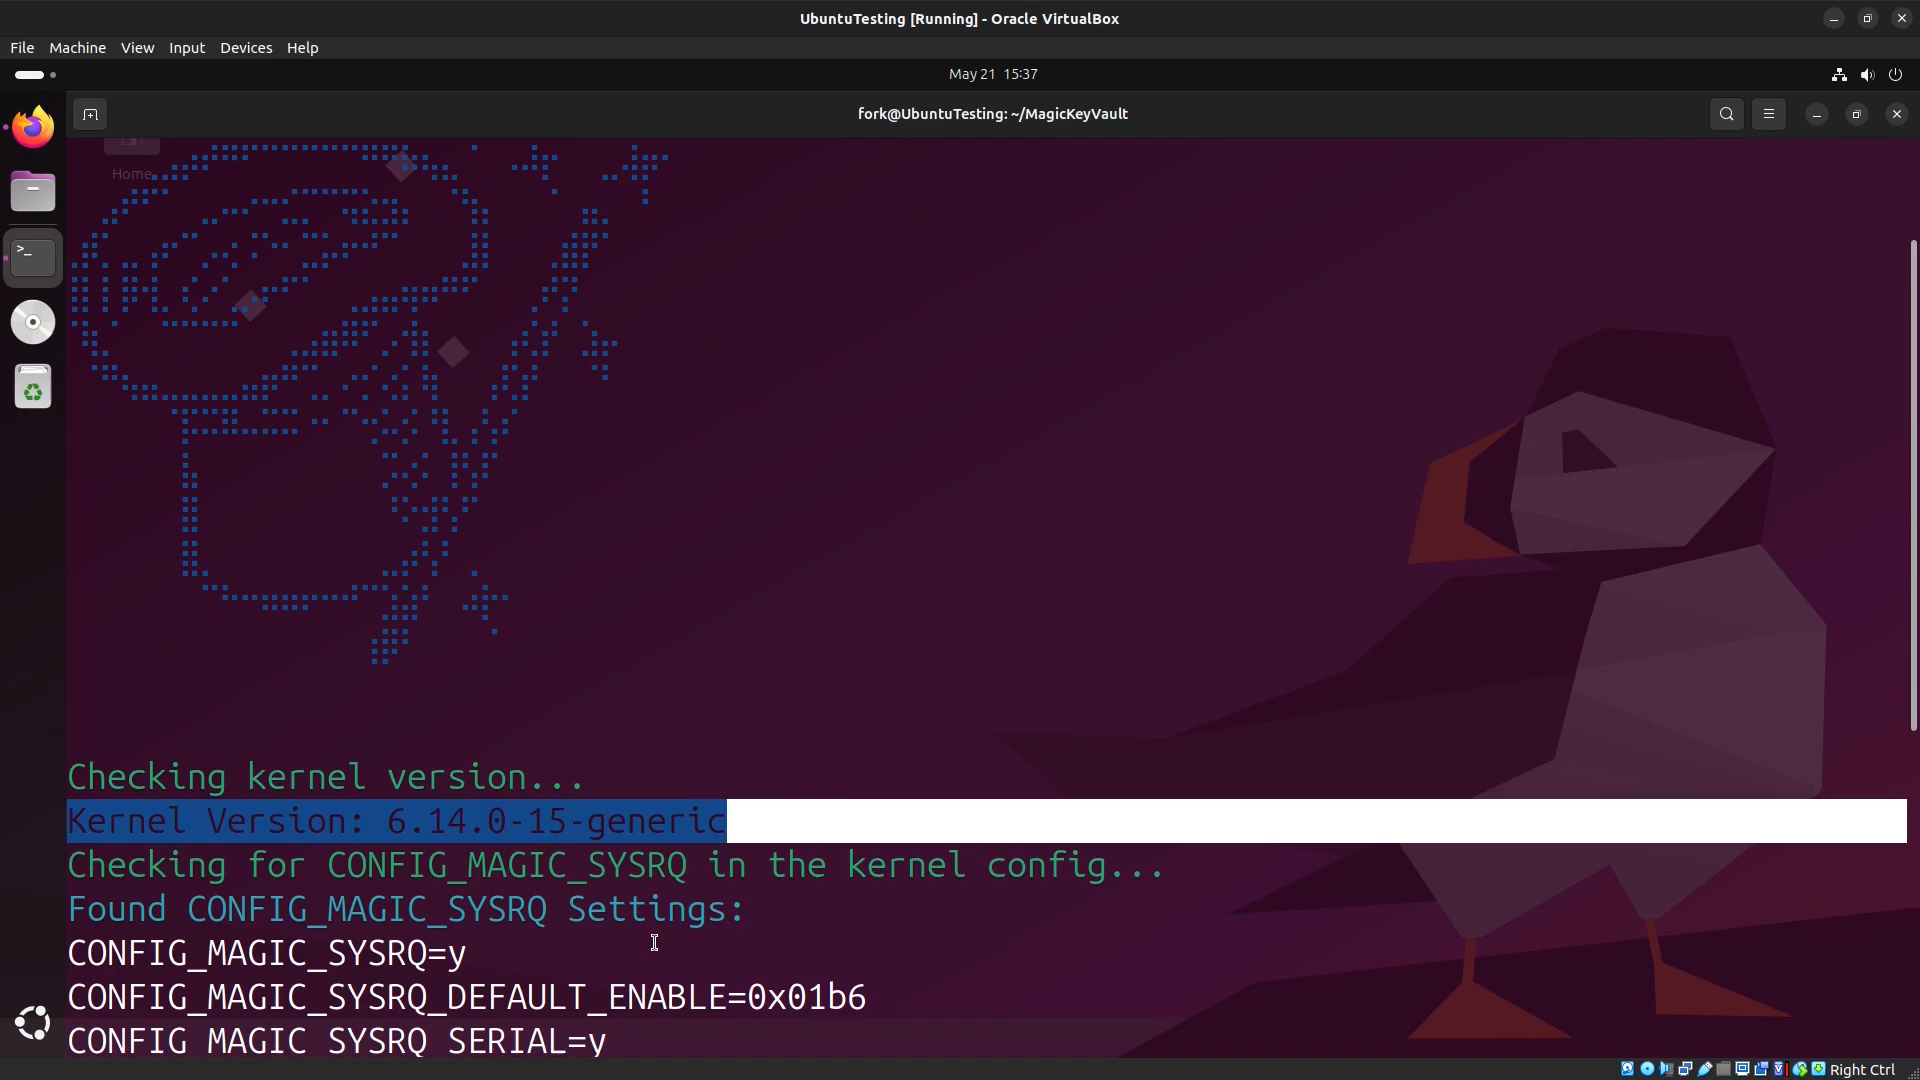 UbuntuTesting [Running] - Oracle VirtualBox
File Machine View Input Devices Help
May 21 15:37
fork@UbuntuTesting: ~/MagicKeyVault
Home
Checking kernel version...
Kernel Version: 6.14.0-15-generic
Checking for CONFIG_MAGIC_SYSRQ in the kernel config...
Found CONFIG_MAGIC_SYSRQ Settings:
CONFIG_MAGIC_SYSRQ=y
CONFIG_MAGIC_SYSRQ_DEFAULT_ENABLE=0x01b6
CONFIG_MAGIC_SYSRQ_SERIAL=y
Right Ctrl